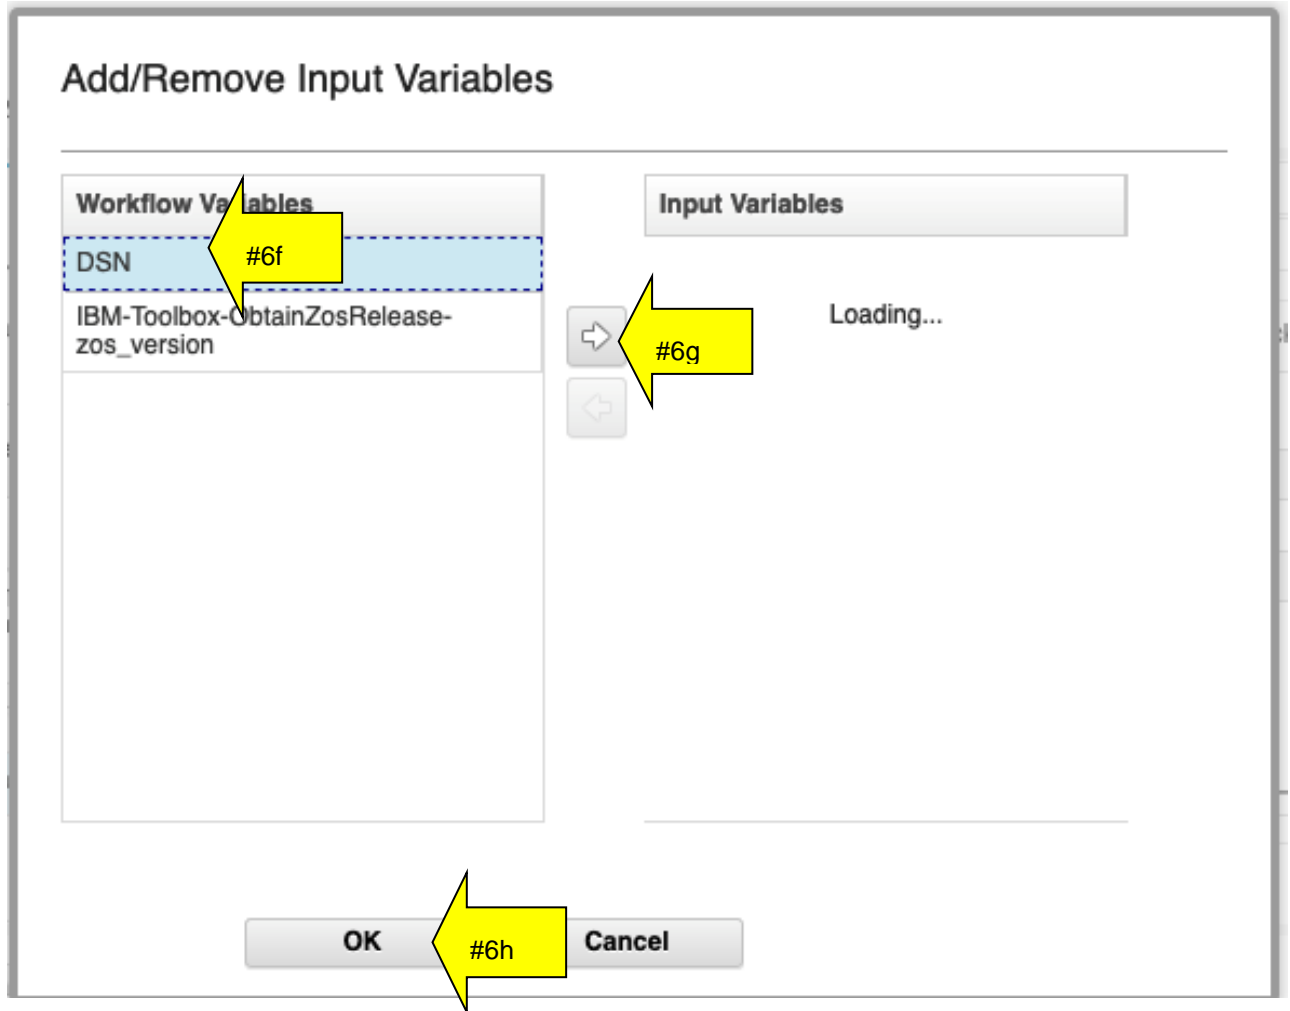 Add/Remove Input Variables
Workflow Variables
Input Variables
DSN
#6f
IBM-Toolbox-ObtainZosRelease-
zos_version
Loading...
#6g
OK
#6h
Cancel